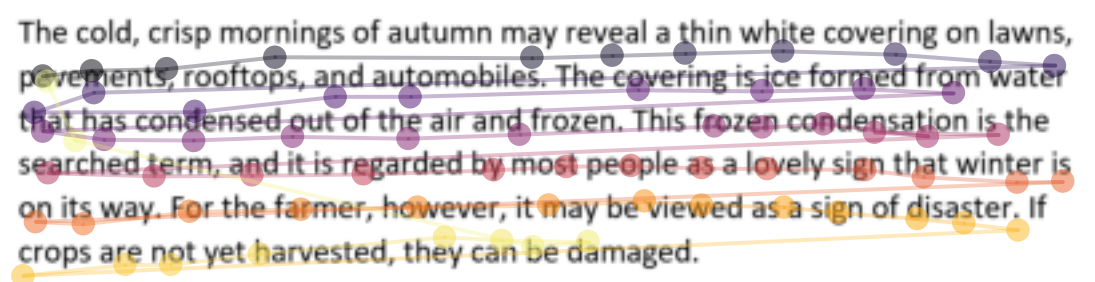 The cold, crisp mornings of autumn may reveal a thin white covering on lawns,
pavements, rooftops, and automobiles. The covering is ice formed from water
that has condensed out of the air and frozen. This frozen condensation is the
searched term, and it is regarded by most people as a lovely sign that winter is
on its way. For the farmer, however, it may be viewed as a sign of disaster. If
crops are not yet harvested, they can be damaged.